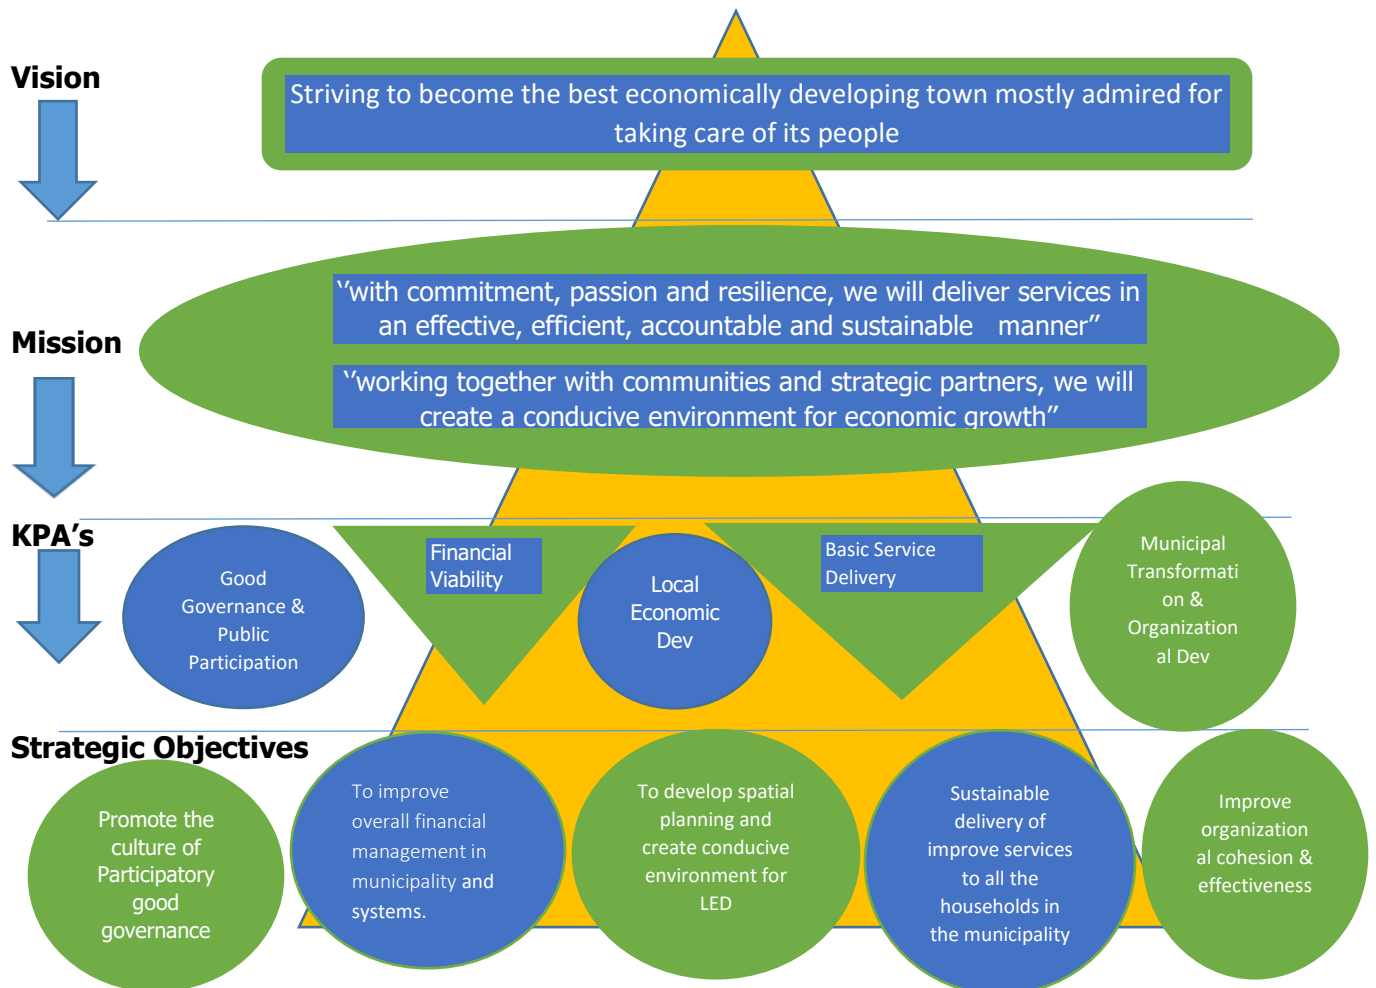 Vision
Striving to become the best economically developing town mostly admired for
taking care of its people
Mission
‘’with commitment, passion and resilience, we will deliver services in
an effective, efficient, accountable and sustainable manner’’
‘’working together with communities and strategic partners, we will
create a conducive environment for economic growth’’
KPA’s
Good
Governance &
Public
Participation
Financial
Viability
Local
Economic
Dev
Basic Service
Delivery
Municipal
Transformati
on &
Organization
al Dev
Strategic Objectives
Promote the
culture of
Participatory
good
governance
To improve
overall financial
management in
municipality and
systems.
To develop spatial
planning and
create conducive
environment for
LED
Sustainable
delivery of
improve services
to all the
households in
the municipality
Improve
organization
al cohesion &
effectiveness